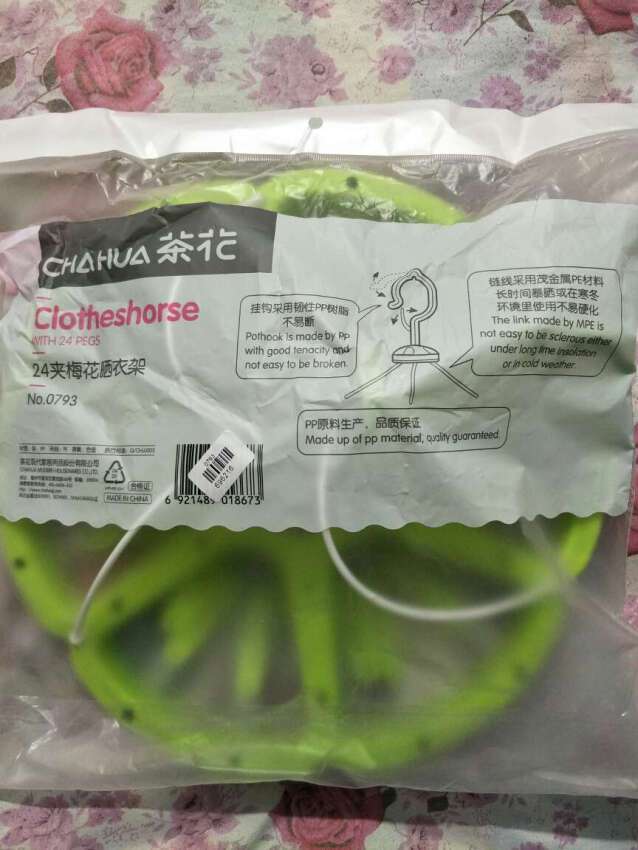 CHAHUA 茶花
Clotheshorse
WITH 24 PEGS
24夹梅花晒衣架
No.0793
挂钩采用韧性PP树脂
不易断
Pothook is made by PP
with good tenacity and
not easy to be broken.
链线采用茂金属PE材料
长时间暴晒或在寒冬
环境里使用不易硬化
The link made by MPE is
not easy to be sclerous either
under long time insolation
or in cold weather
PP原料生产、品质保证
Made up of pp material, quality guaranteed.
合格证
MADE IN CHINA
0793
696276
6 921489 018673